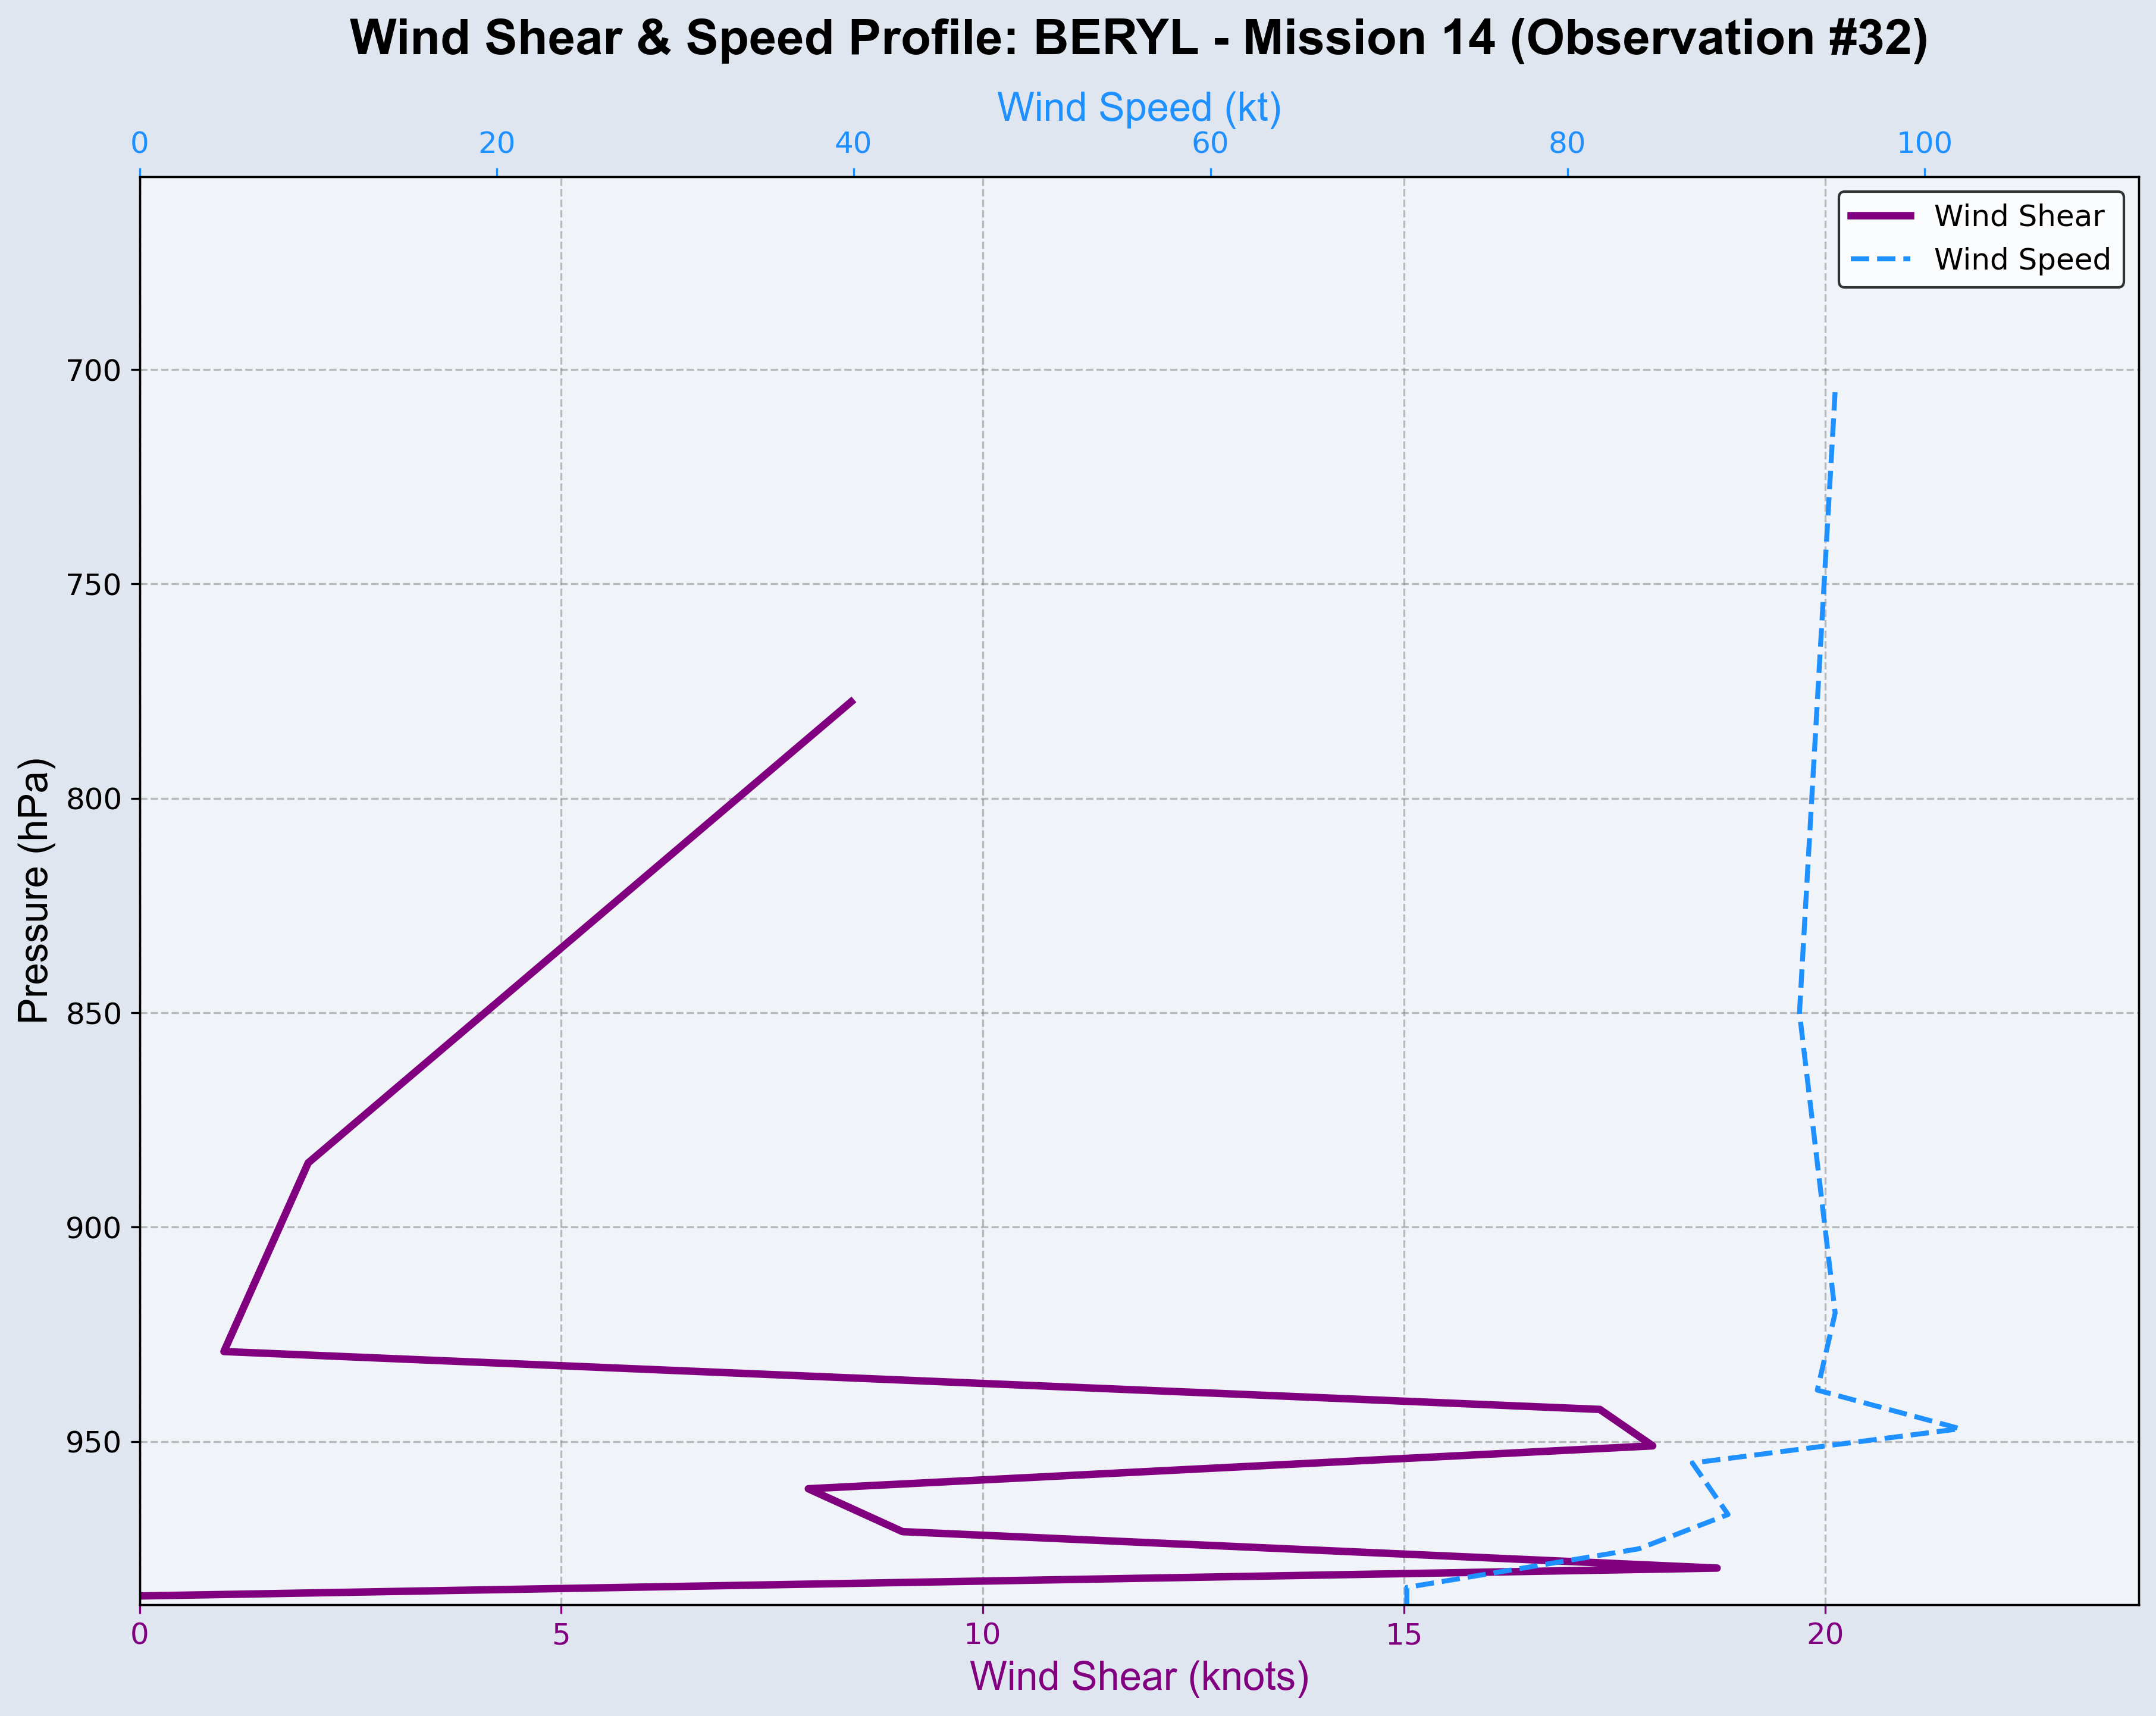 Wind Shear & Speed Profile: BERYL - Mission 14 (Observation #32)
Wind Speed (kt)
0 20 40 60 80 100
Wind Shear
Wind Speed
700
750
800
850
900
950
Pressure (hPa)
0 5 10 15 20
Wind Shear (knots)